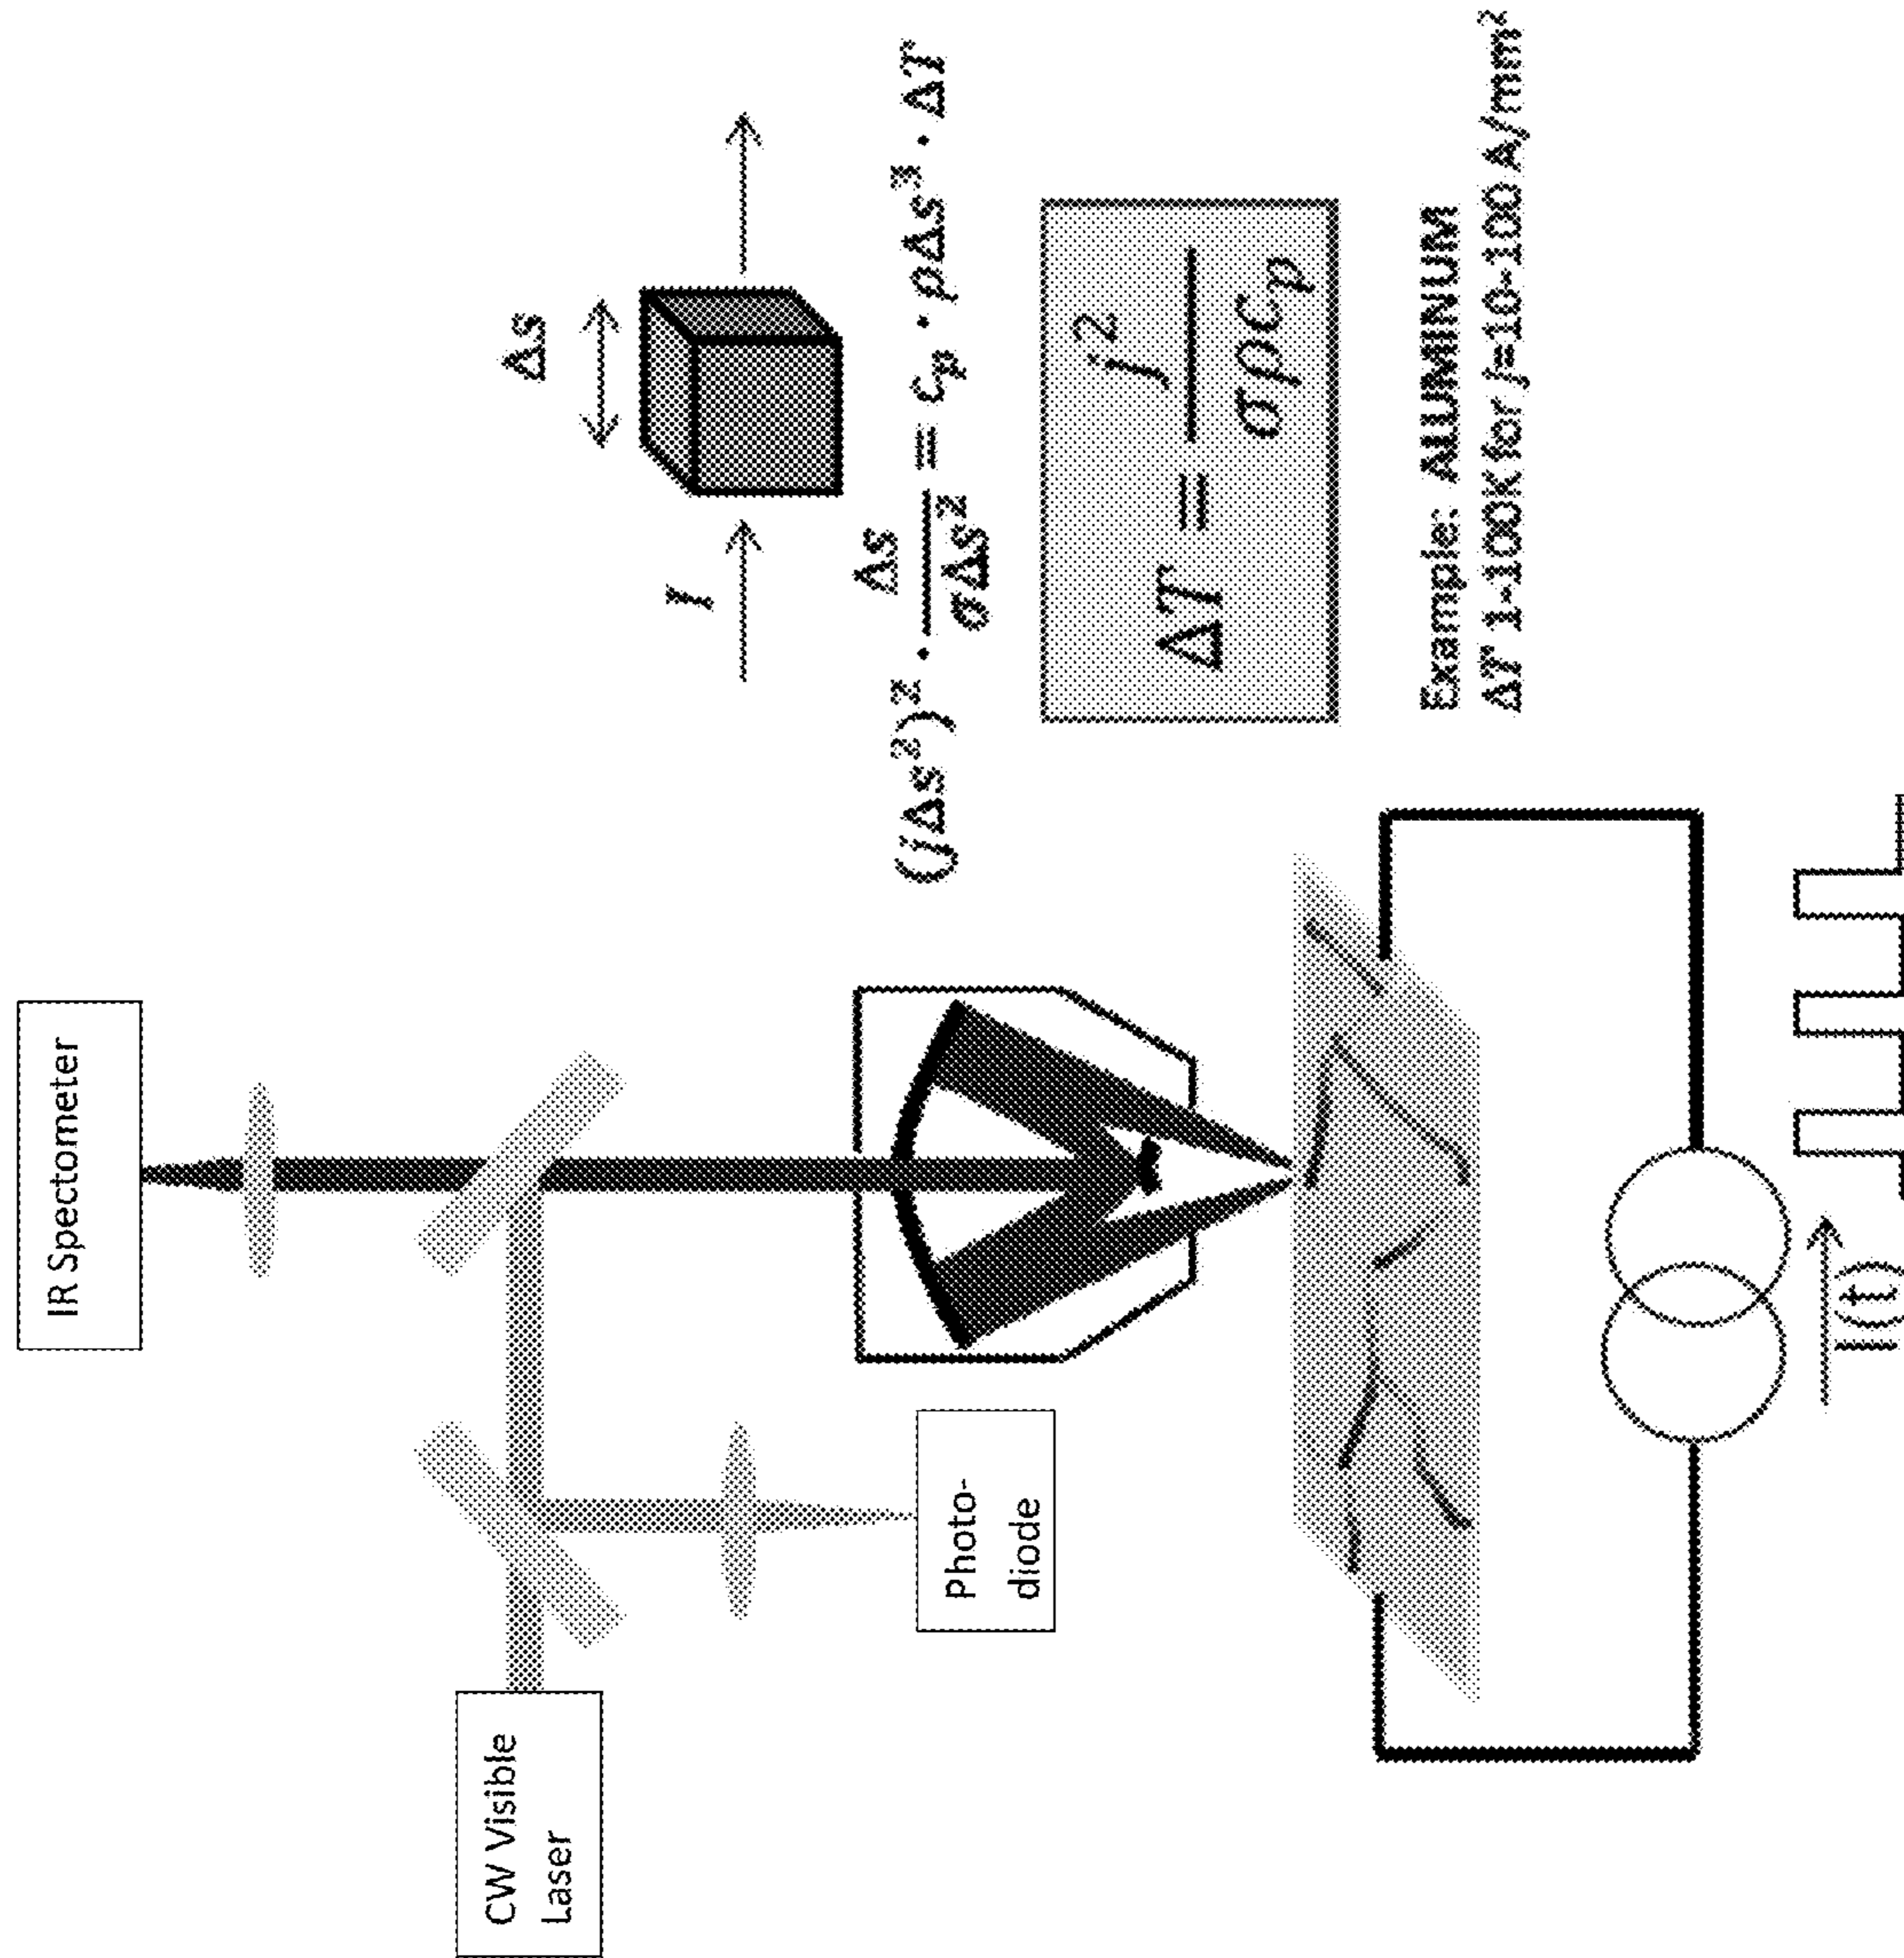 IR Spectometer
CW Visible
Laser
Photo-
diode
I(t)
I
Δs
(jΔs²)² · Δs/σΔs² = cₚ · ρΔs³ · ΔT
ΔT = j²/σρcₚ
Example: ALUMINUM
ΔT 1-100K for j=10-100 A/mm²